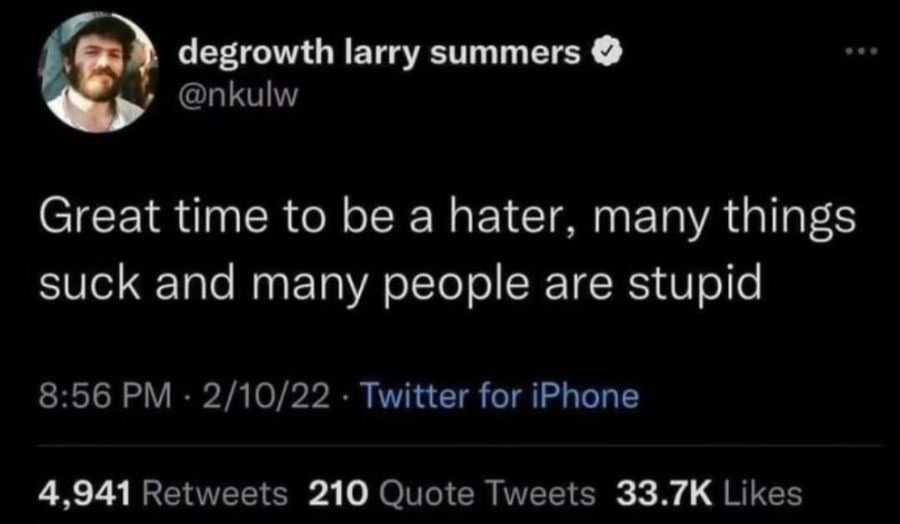 degrowth larry summers
@nkulw
Great time to be a hater, many things
suck and many people are stupid
8:56 PM · 2/10/22 · Twitter for iPhone
4,941 Retweets 210 Quote Tweets 33.7K Likes